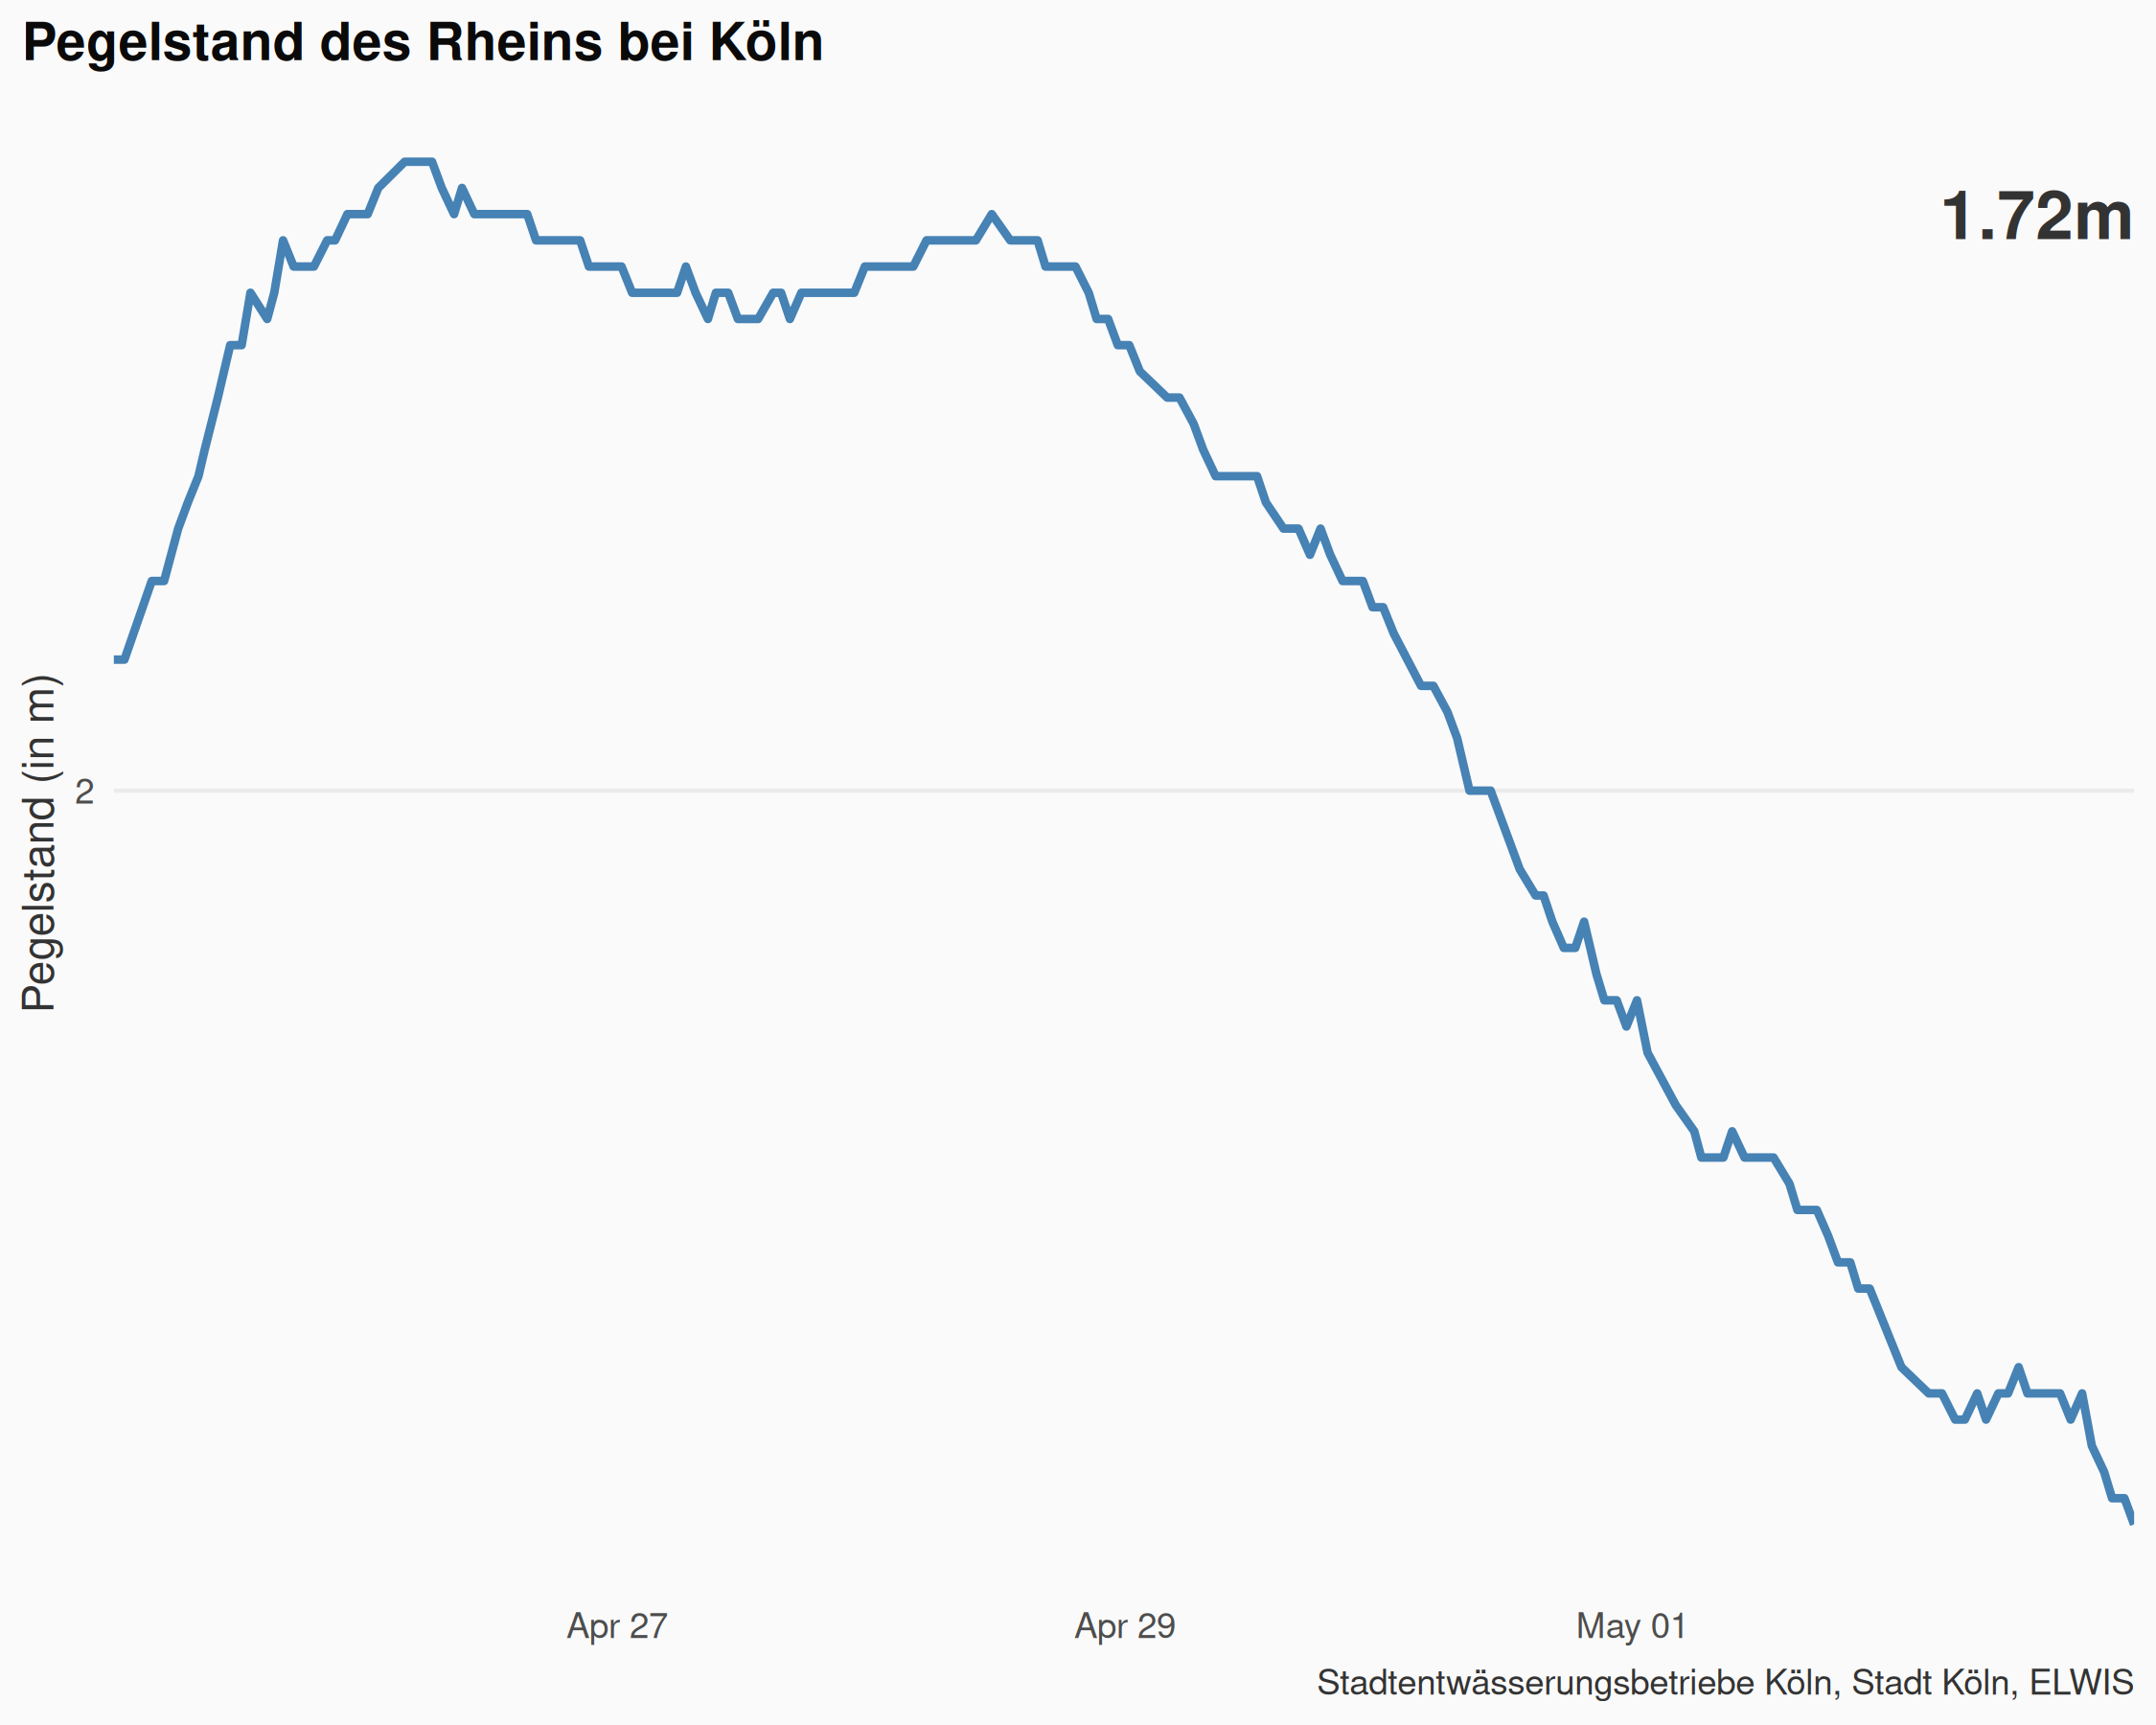 Pegelstand des Rheins bei Köln
1.72m
Pegelstand (in m)
2
Apr 27
Apr 29
May 01
Stadtentwässerungsbetriebe Köln, Stadt Köln, ELWIS